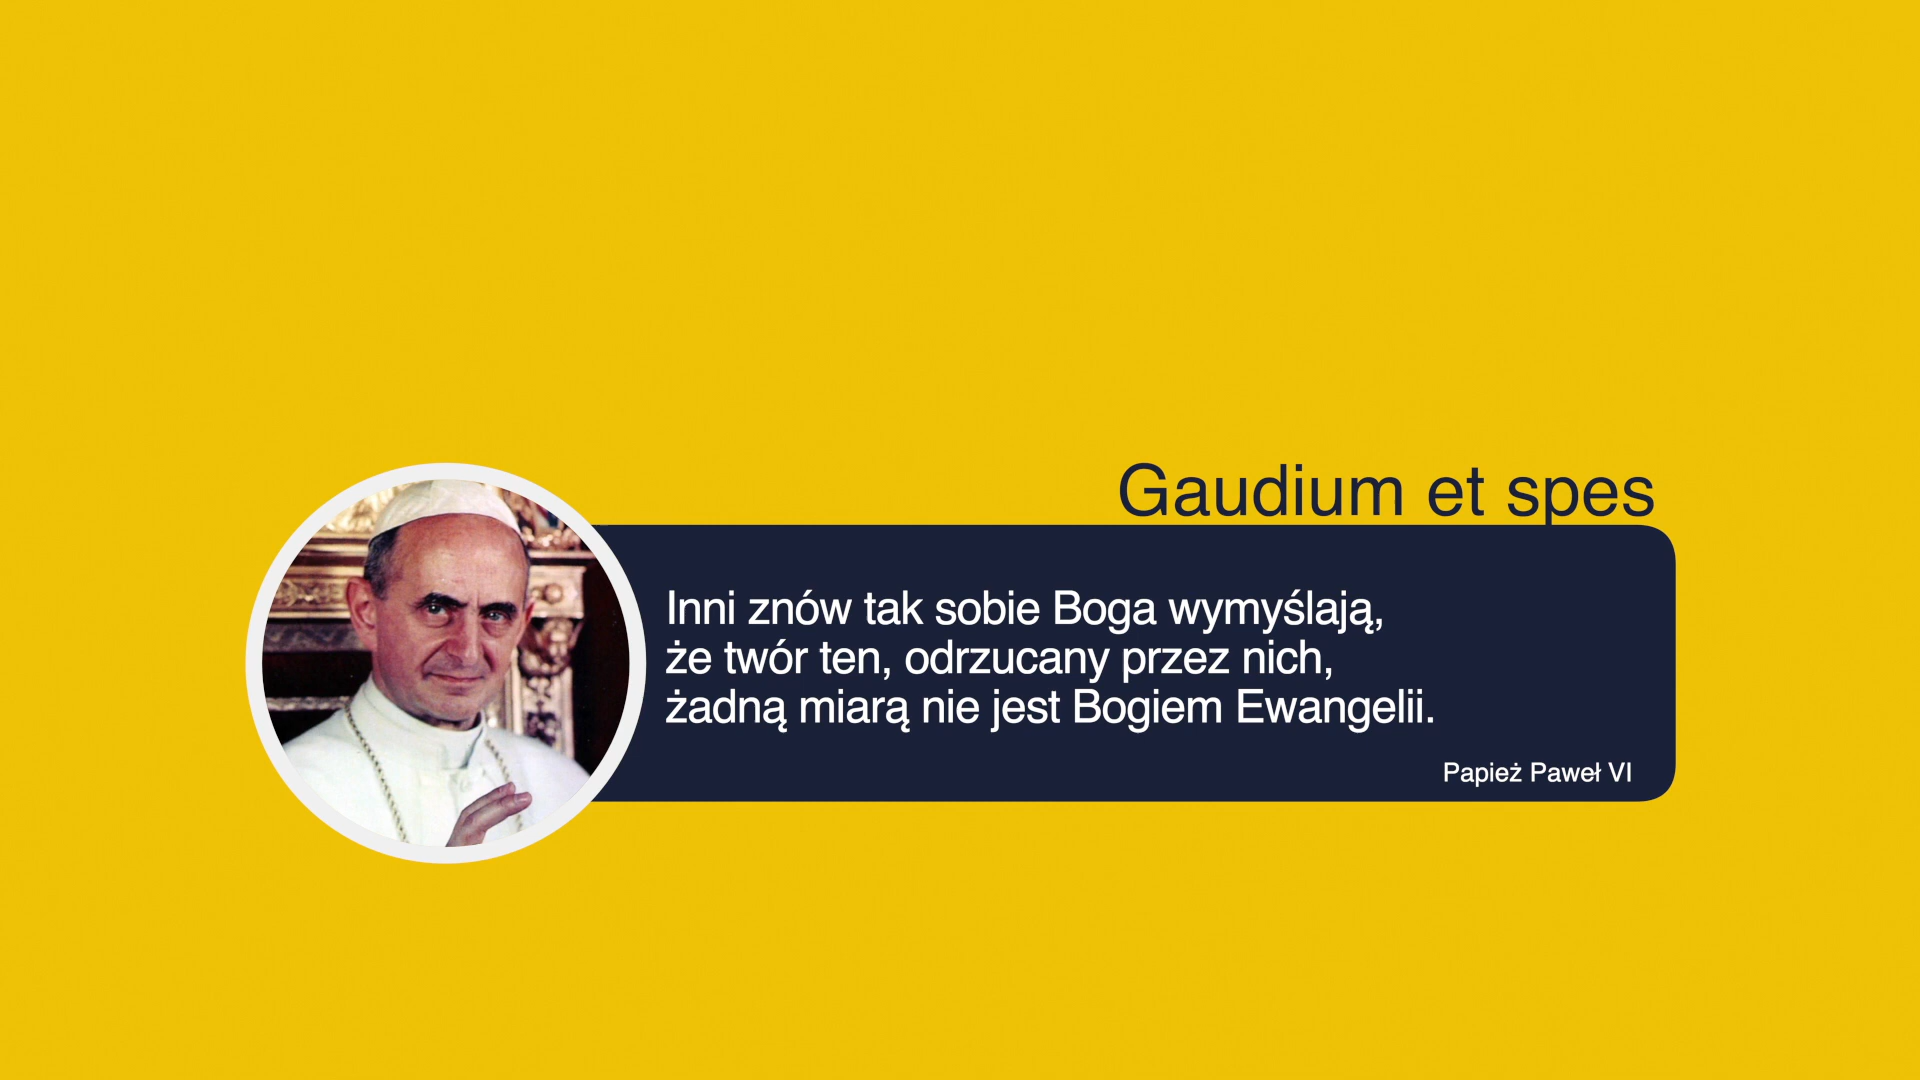 Gaudium et spes
Inni znów tak sobie Boga wymyślają,
że twór ten, odrzucany przez nich,
żadną miarą nie jest Bogiem Ewangelii.
Papież Paweł VI